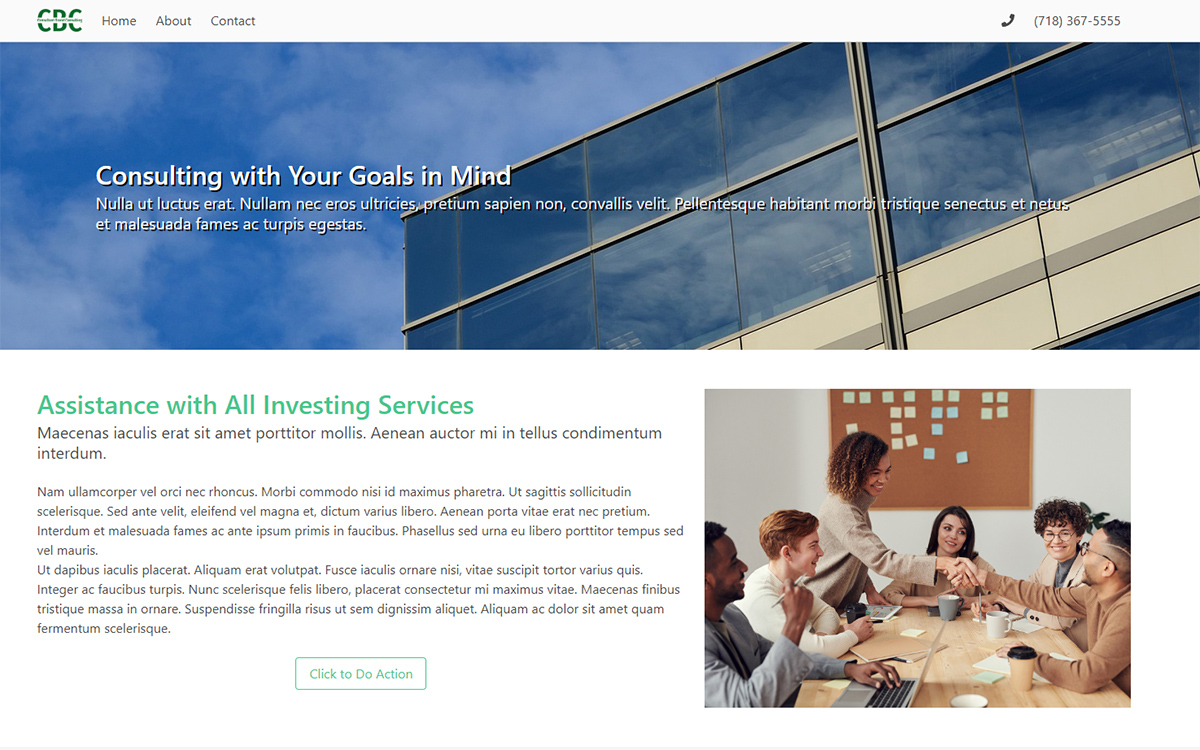 CDC
Home About Contact (718) 367-5555
Consulting with Your Goals in Mind
Nulla ut luctus erat. Nullam nec eros ultricies, pretium sapien non, convallis velit. Pellentesque habitant morbi tristique senectus et netus
et malesuada fames ac turpis egestas.
Assistance with All Investing Services
Maecenas iaculis erat sit amet porttitor mollis. Aenean auctor mi in tellus condimentum
interdum.
Nam ullamcorper vel orci nec rhoncus. Morbi commodo nisi id maximus pharetra. Ut sagittis sollicitudin
scelerisque. Sed ante velit, eleifend vel magna et, dictum varius libero. Aenean porta vitae erat nec pretium.
Interdum et malesuada fames ac ante ipsum primis in faucibus. Phasellus sed urna eu libero porttitor tempus sed
vel mauris.
Ut dapibus iaculis placerat. Aliquam erat volutpat. Fusce iaculis ornare nisi, vitae suscipit tortor varius quis.
Integer ac faucibus turpis. Nunc scelerisque felis libero, placerat consectetur mi maximus vitae. Maecenas finibus
tristique massa in ornare. Suspendisse fringilla risus ut sem dignissim aliquet. Aliquam ac dolor sit amet quam
fermentum scelerisque.
Click to Do Action